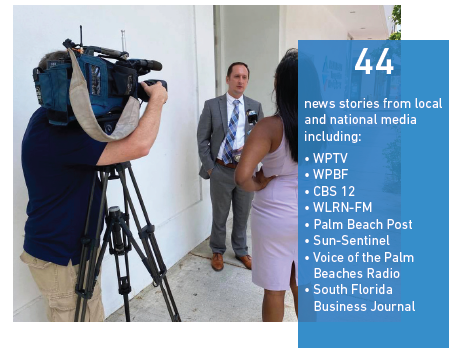 44
news stories from local
and national media
including:
• WPTV
• WPBF
• CBS 12
• WLRN-FM
• Palm Beach Post
• Sun-Sentinel
• Voice of the Palm
Beaches Radio
• South Florida
Business Journal